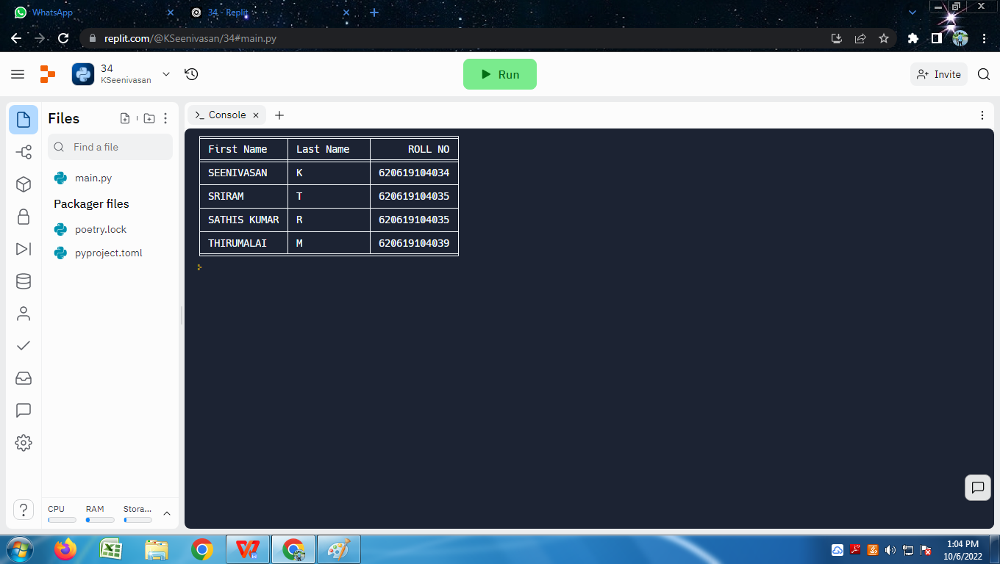 WhatsApp
34 - Replit
replit.com/@KSeenivasan/34#main.py
34
KSeenivasan
Run
Invite
Files
Console
Find a file
main.py
Packager files
poetry.lock
pyproject.toml
First Name Last Name ROLL NO
SEENIVASAN K 620619104034
SRIRAM T 620619104035
SATHIS KUMAR R 620619104035
THIRUMALAI M 620619104039
CPU RAM Stora...
1:04 PM
10/6/2022